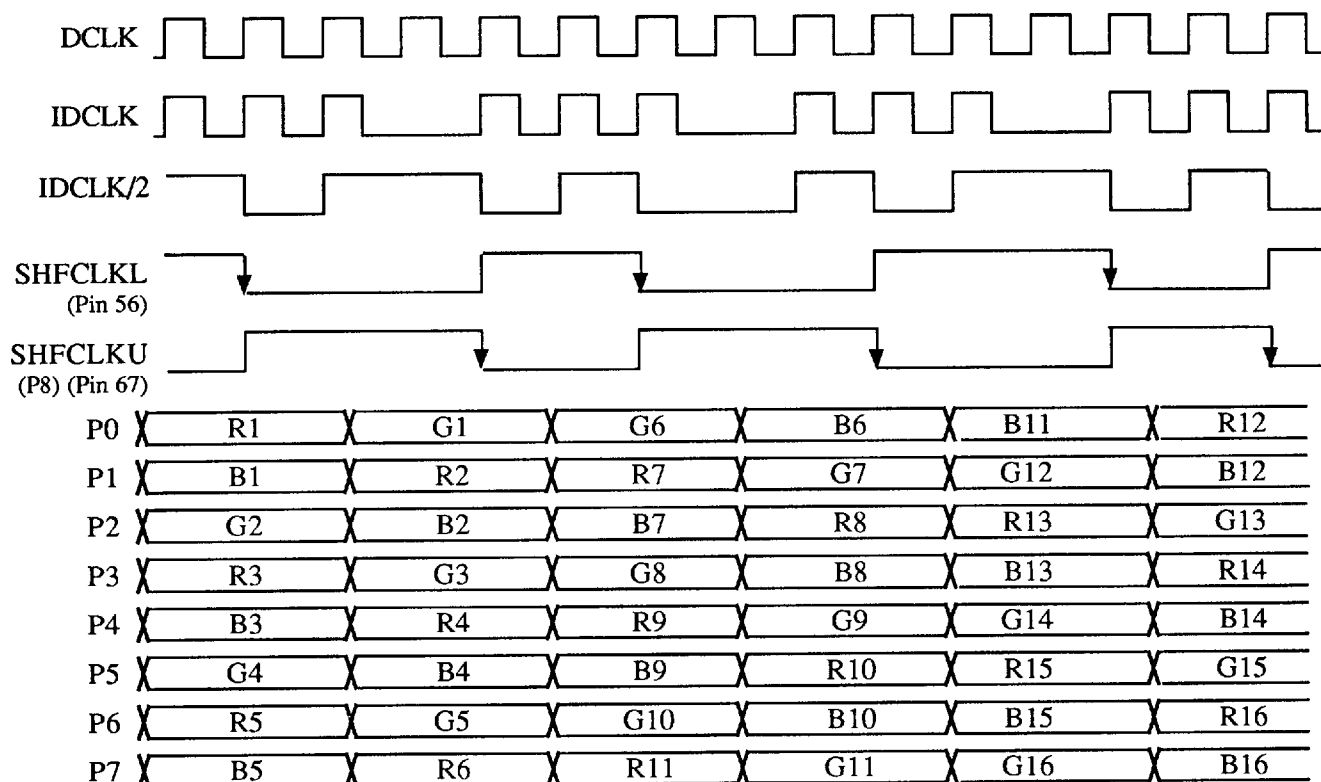 DCLK
IDCLK
IDCLK/2
SHFCLKL
(Pin 56)
SHFCLKU
(P8) (Pin 67)
P0 R1 G1 G6 B6 B11 R12
P1 B1 R2 R7 G7 G12 B12
P2 G2 B2 B7 R8 R13 G13
P3 R3 G3 G8 B8 B13 R14
P4 B3 R4 R9 G9 G14 B14
P5 G4 B4 B9 R10 R15 G15
P6 R5 G5 G10 B10 B15 R16
P7 B5 R6 R11 G11 G16 B16